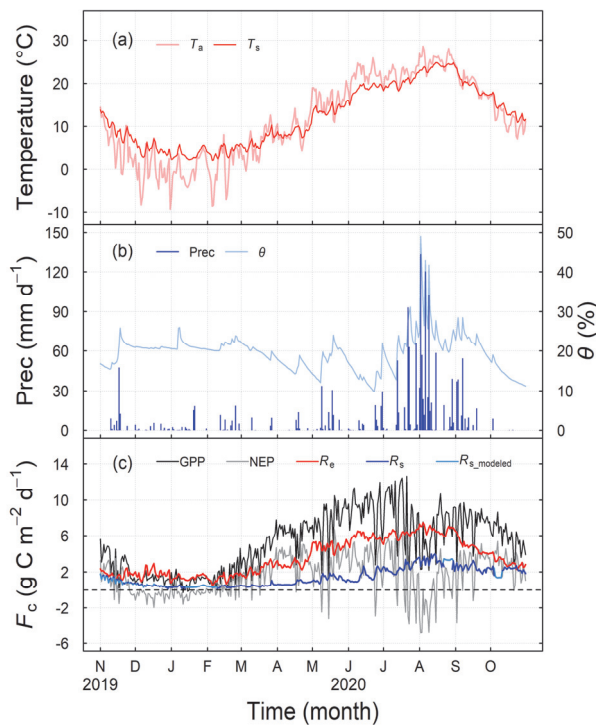 (a) Tₐ Tₛ
Temperature (°C)
30
20
10
0
-10
(b) Prec θ
Prec (mm d⁻¹)
150
120
90
60
30
0
50
40
30
20
10
0
θ (%)
(c) GPP NEP Rₑ Rₛ Rₛ_modeled
F_c (g C m⁻² d⁻¹)
14
10
6
2
-2
-6
N D J F M A M J J A S O
2019 2020
Time (month)